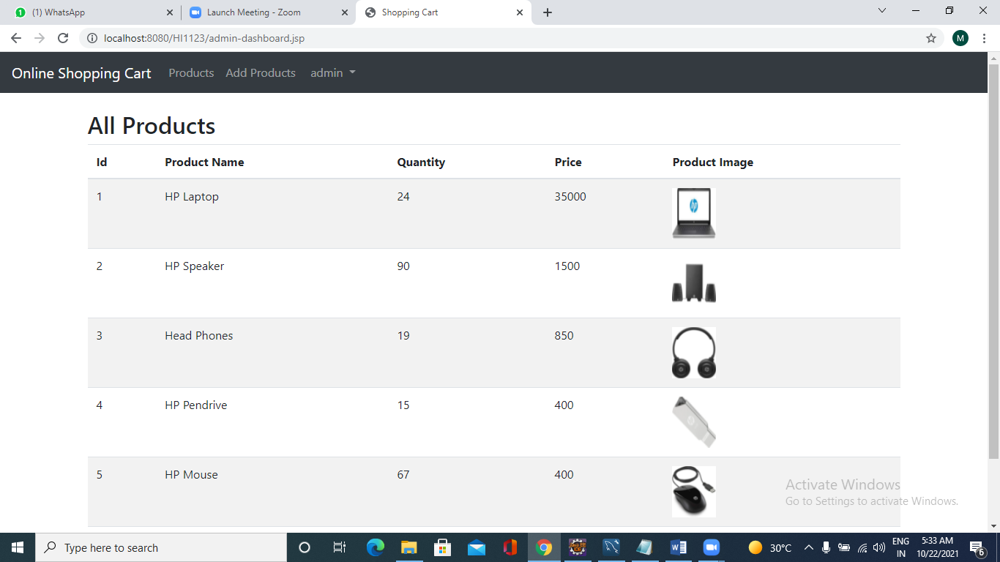 (1) WhatsApp
Launch Meeting - Zoom
Shopping Cart
localhost:8080/HI1123/admin-dashboard.jsp
M
Online Shopping Cart Products Add Products admin
All Products
Id Product Name Quantity Price Product Image
1 HP Laptop 24 35000
hp
2 HP Speaker 90 1500
3 Head Phones 19 850
4 HP Pendrive 15 400
5 HP Mouse 67 400
Activate Windows
Go to Settings to activate Windows.
Type here to search
30°C
ENG
IN
5:33 AM
10/22/2021
6